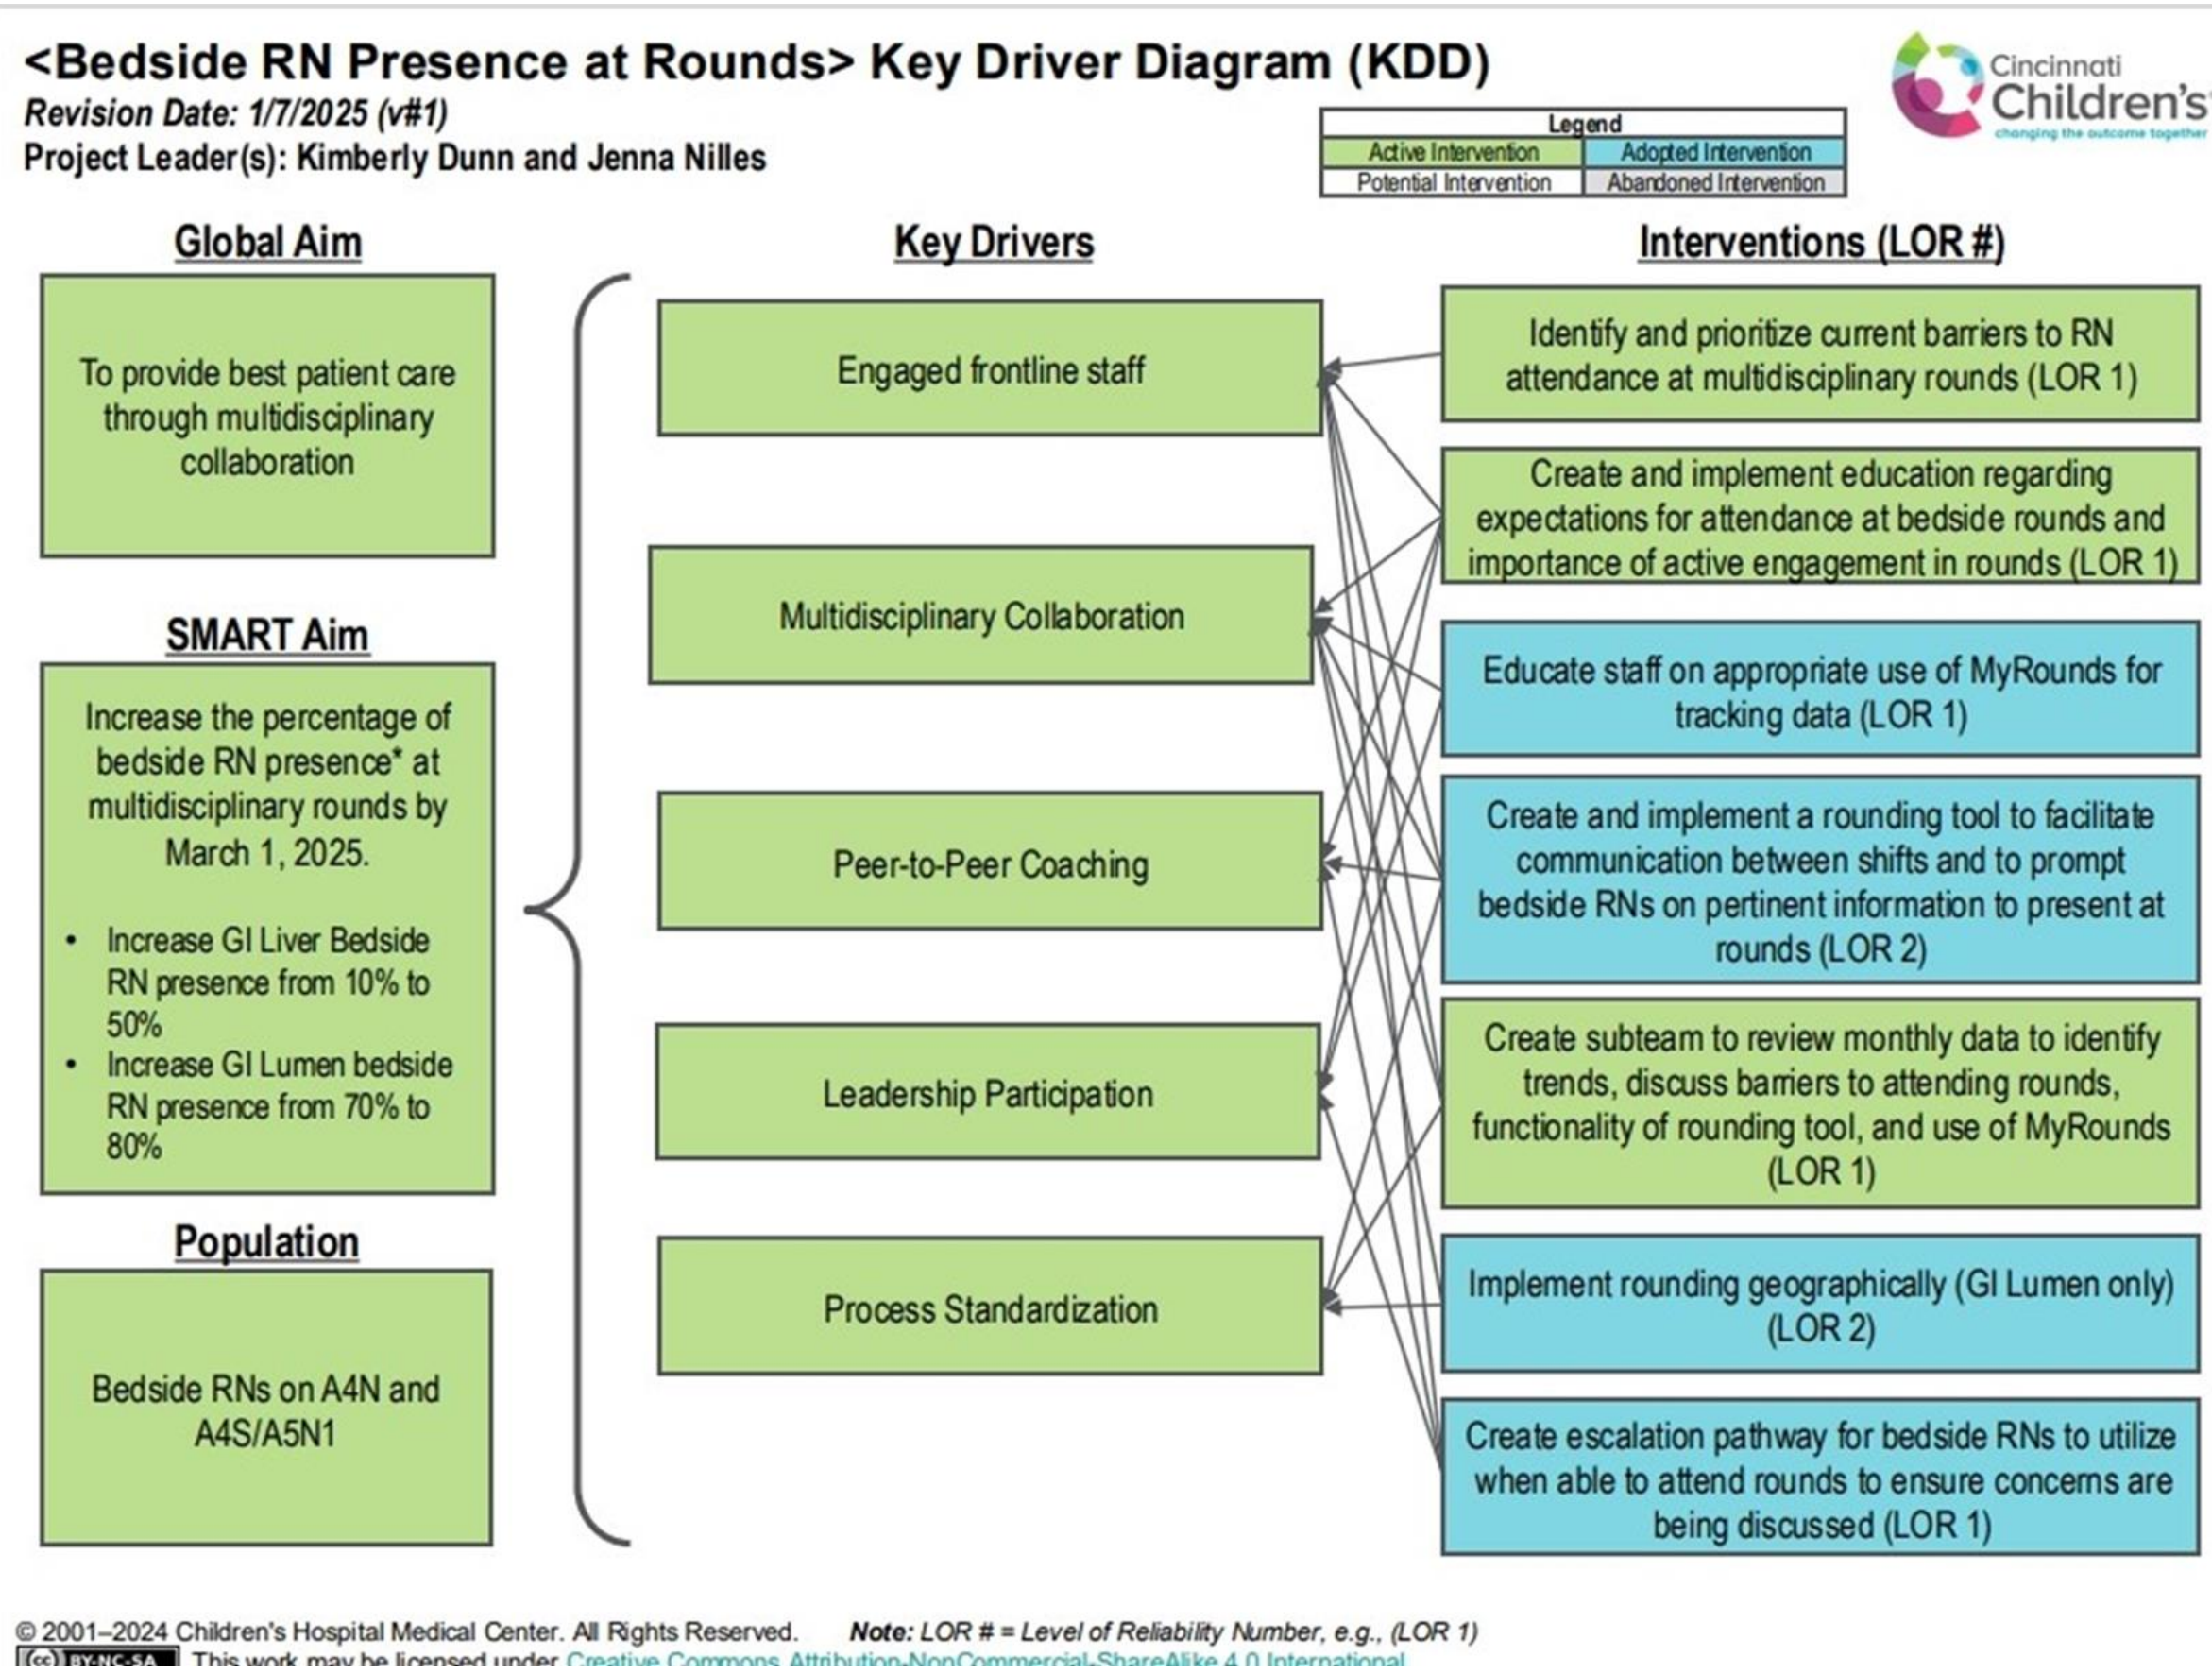 <Bedside RN Presence at Rounds> Key Driver Diagram (KDD)
Revision Date: 1/7/2025 (v#1)
Project Leader(s): Kimberly Dunn and Jenna Nilles
Cincinnati
Children's
changing the outcome together
Legend
Active Intervention
Adopted Intervention
Potential Intervention
Abandoned Intervention
Global Aim
To provide best patient care
through multidisciplinary
collaboration
SMART Aim
Increase the percentage of
bedside RN presence* at
multidisciplinary rounds by
March 1, 2025.
• Increase GI Liver Bedside
RN presence from 10% to
50%
• Increase GI Lumen bedside
RN presence from 70% to
80%
Population
Bedside RNs on A4N and
A4S/A5N1
Key Drivers
Engaged frontline staff
Multidisciplinary Collaboration
Peer-to-Peer Coaching
Leadership Participation
Process Standardization
Interventions (LOR #)
Identify and prioritize current barriers to RN
attendance at multidisciplinary rounds (LOR 1)
Create and implement education regarding
expectations for attendance at bedside rounds and
importance of active engagement in rounds (LOR 1)
Educate staff on appropriate use of MyRounds for
tracking data (LOR 1)
Create and implement a rounding tool to facilitate
communication between shifts and to prompt
bedside RNs on pertinent information to present at
rounds (LOR 2)
Create subteam to review monthly data to identify
trends, discuss barriers to attending rounds,
functionality of rounding tool, and use of MyRounds
(LOR 1)
Implement rounding geographically (GI Lumen only)
(LOR 2)
Create escalation pathway for bedside RNs to utilize
when able to attend rounds to ensure concerns are
being discussed (LOR 1)
© 2001–2024 Children's Hospital Medical Center. All Rights Reserved.
Note: LOR # = Level of Reliability Number, e.g., (LOR 1)
cc BY-NC-SA
This work may be licensed under Creative Commons Attribution-NonCommercial-ShareAlike 4.0 International